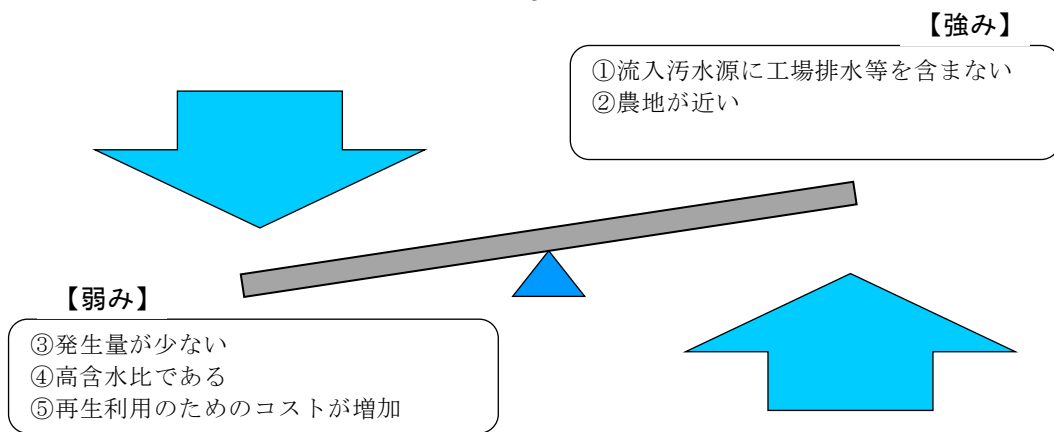 【強み】
①流入汚水源に工場排水等を含まない
②農地が近い
【弱み】
③発生量が少ない
④高含水比である
⑤再生利用のためのコストが増加